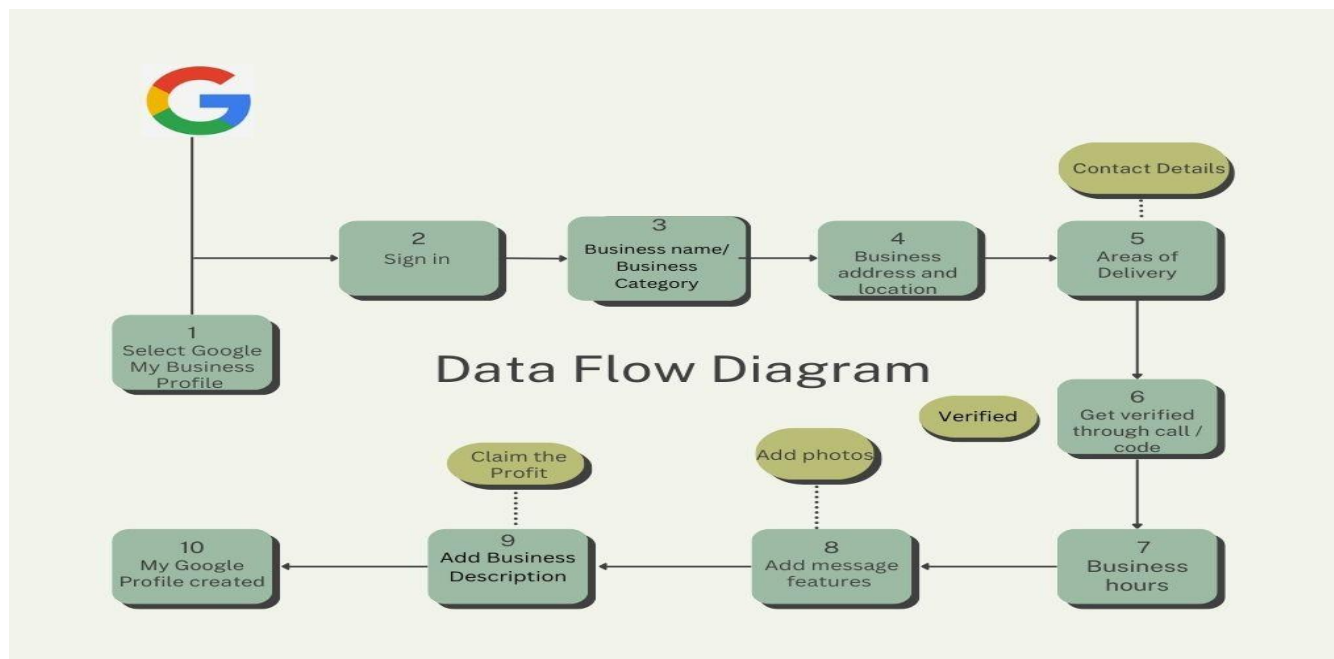 Contact Details
2
Sign in
3
Business name/
Business
Category
4
Business
address and
location
5
Areas of
Delivery
1
Select Google
My Business
Profile
Data Flow Diagram
Verified
6
Get verified
through call /
code
Claim the
Profit
Add photos
10
My Google
Profile created
9
Add Business
Description
8
Add message
features
7
Business
hours